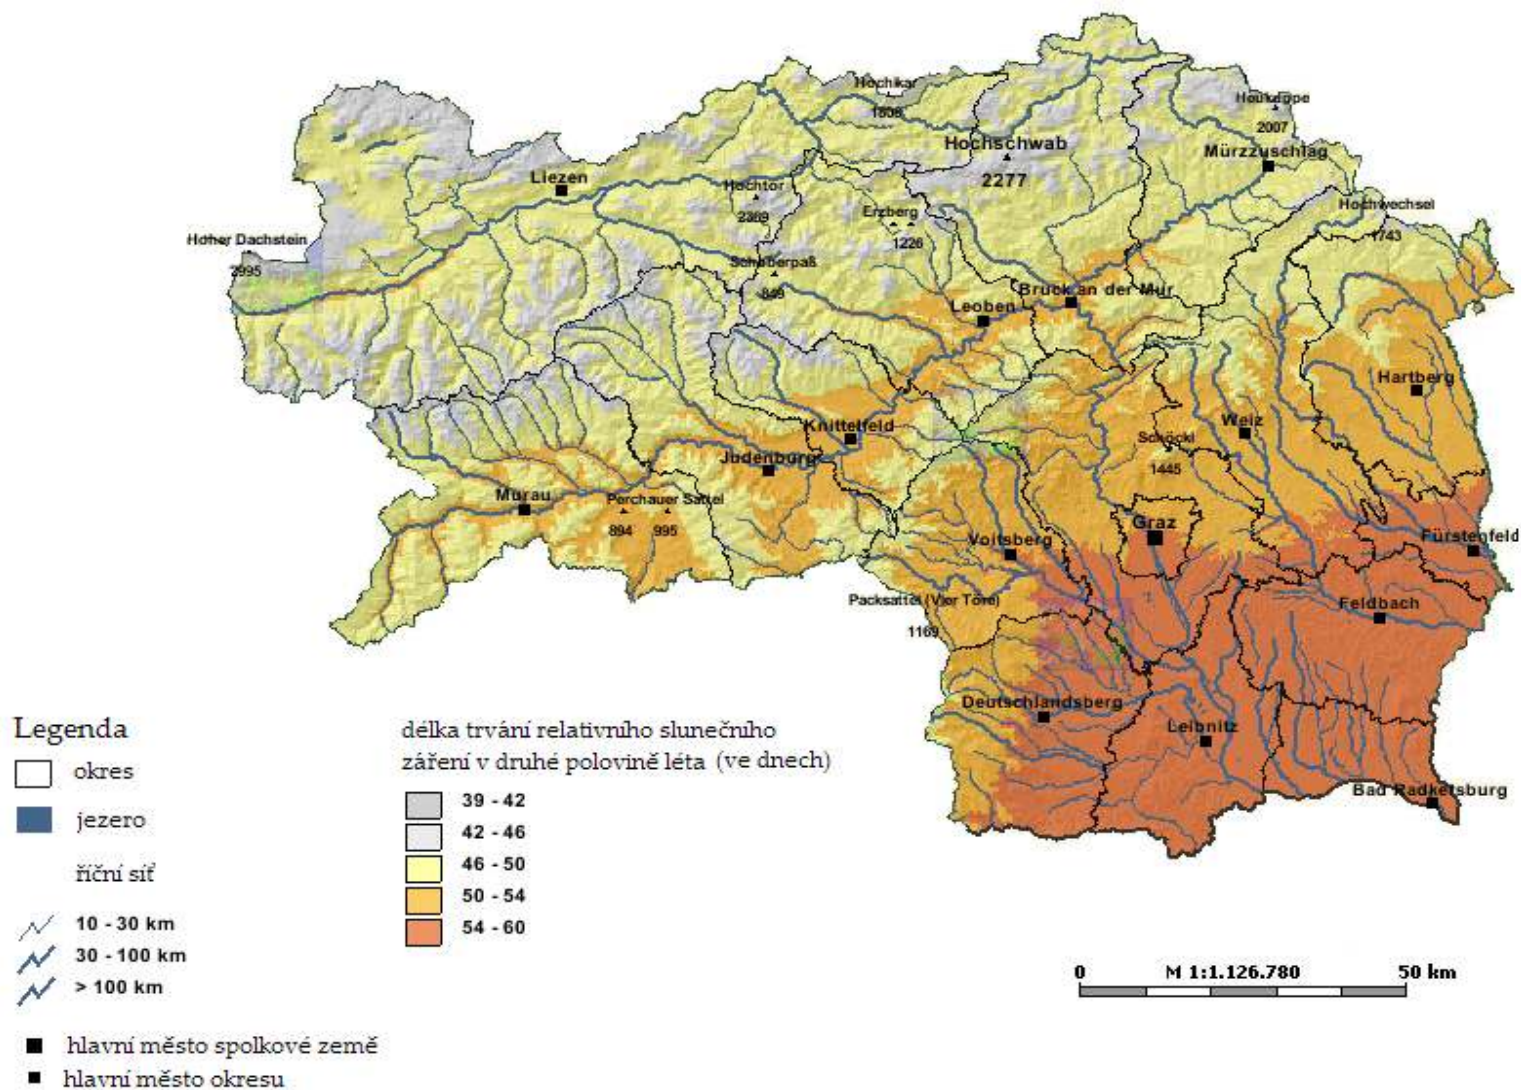 Hochkar
1808
Heukuppe
2007
Hochschwab
2277
Mürzzuschlag
Liezen
Hochtor
2369
Erzberg
1226
Hochwechsel
1743
Hoher Dachstein
2995
Schoberpaß
849
Leoben
Bruck an der Mur
Hartberg
Knittelfeld
Weiz
Schöckl
1445
Judenburg
Murau
Perchauer Sattel
894
995
Graz
Voitsberg
Fürstenfeld
Packsattel (Vier Tore)
1169
Feldbach
Deutschlandsberg
Leibnitz
Bad Radkersburg
Legenda
okres
jezero
říční síť
10 - 30 km
30 - 100 km
> 100 km
hlavní město spolkové země
hlavní město okresu
délka trvání relativního slunečního
záření v druhé polovině léta (ve dnech)
39 - 42
42 - 46
46 - 50
50 - 54
54 - 60
0 M 1:1.126.780 50 km